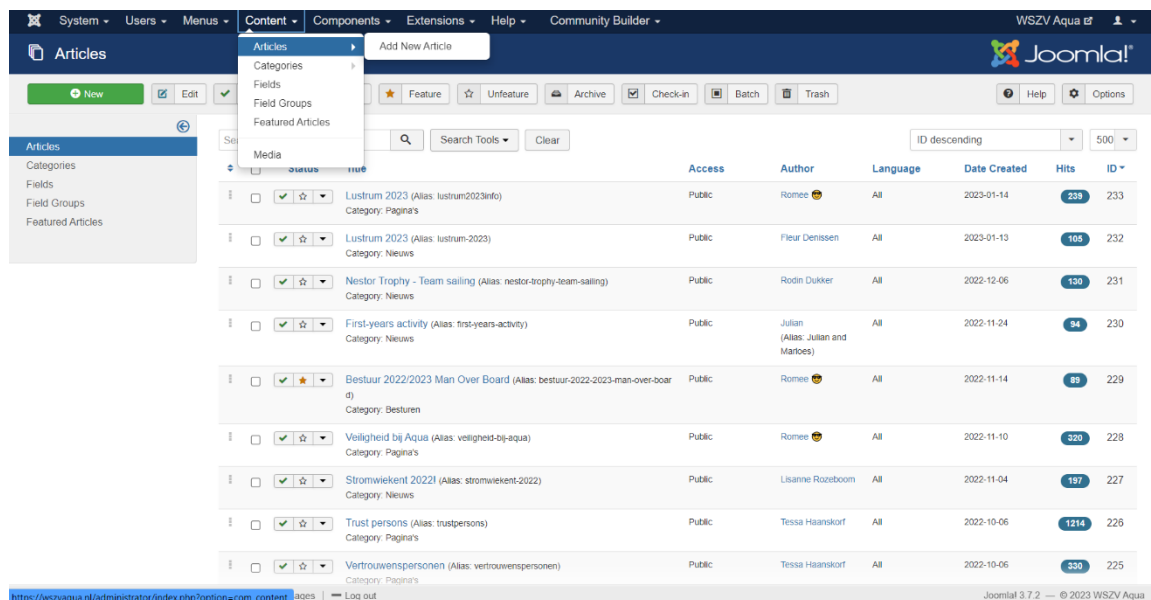 System Users Menus Content Components Extensions Help Community Builder WSZV Aqua
Articles
Joomla!®
Articles
Add New Article
Categories
Fields
Field Groups
Featured Articles
Media
New Edit Feature Unfeature Archive Check-in Batch Trash Help Options
Articles
Categories
Fields
Field Groups
Featured Articles
Search Tools Clear ID descending 500
Status Title Access Author Language Date Created Hits ID
Lustrum 2023 (Alias: lustrum2023info) Public Romee 😎 All 2023-01-14 239 233
Category: Pagina's
Lustrum 2023 (Alias: lustrum-2023) Public Fleur Denissen All 2023-01-13 105 232
Category: Nieuws
Nestor Trophy - Team sailing (Alias: nestor-trophy-team-sailing) Public Rodin Dukker All 2022-12-06 130 231
Category: Nieuws
First-years activity (Alias: first-years-activity) Public Julian All 2022-11-24 94 230
Category: Nieuws (Alias: Julian and
Marloes)
Bestuur 2022/2023 Man Over Board (Alias: bestuur-2022-2023-man-over-boar Public Romee 😎 All 2022-11-14 89 229
d)
Category: Besturen
Veiligheid bij Aqua (Alias: veiligheid-bij-aqua) Public Romee 😎 All 2022-11-10 320 228
Category: Pagina's
Stromwiekent 2022! (Alias: stromwiekent-2022) Public Lisanne Rozeboom All 2022-11-04 197 227
Category: Nieuws
Trust persons (Alias: trustpersons) Public Tessa Haanskorf All 2022-10-06 1214 226
Category: Pagina's
Vertrouwenspersonen (Alias: vertrouwenspersonen) Public Tessa Haanskorf All 2022-10-06 330 225
Category: Pagina's
https://wszvaqua.nl/administrator/index.php?option=com_content ages Log out Joomla! 3.7.2 — © 2023 WSZV Aqua